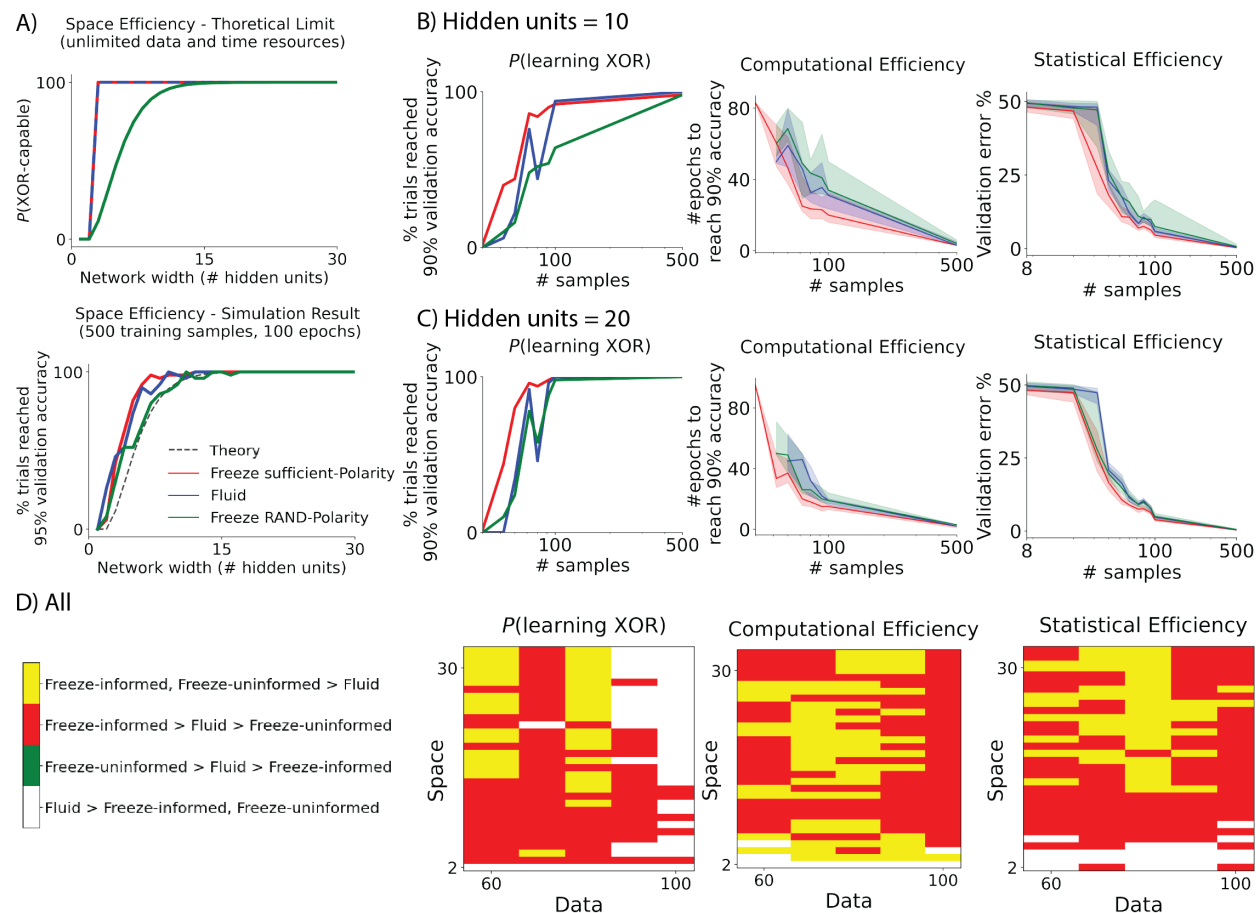 A)
Space Efficiency - Thoretical Limit
(unlimited data and time resources)
P(XOR-capable)
100
0
0
15
30
Network width (# hidden units)
Space Efficiency - Simulation Result
(500 training samples, 100 epochs)
% trials reached
95% validation accuracy
100
0
Theory
Freeze sufficient-Polarity
Fluid
Freeze RAND-Polarity
0
15
30
Network width (# hidden units)
B) Hidden units = 10
P(learning XOR)
% trials reached
90% validation accuracy
100
0
100
500
# samples
Computational Efficiency
#epochs to
reach 90% accuracy
80
40
0
100
500
# samples
Statistical Efficiency
Validation error %
50
25
0
8
100
500
# samples
C) Hidden units = 20
P(learning XOR)
% trials reached
90% validation accuracy
100
0
100
500
# samples
Computational Efficiency
#epochs to
reach 90% accuracy
80
40
0
100
500
# samples
Statistical Efficiency
Validation error %
50
25
0
8
100
500
# samples
D) All
Freeze-informed, Freeze-uninformed > Fluid
Freeze-informed > Fluid > Freeze-uninformed
Freeze-uninformed > Fluid > Freeze-informed
Fluid > Freeze-informed, Freeze-uninformed
P(learning XOR)
Space
30
2
60
100
Data
Computational Efficiency
Space
30
2
60
100
Data
Statistical Efficiency
Space
30
2
60
100
Data